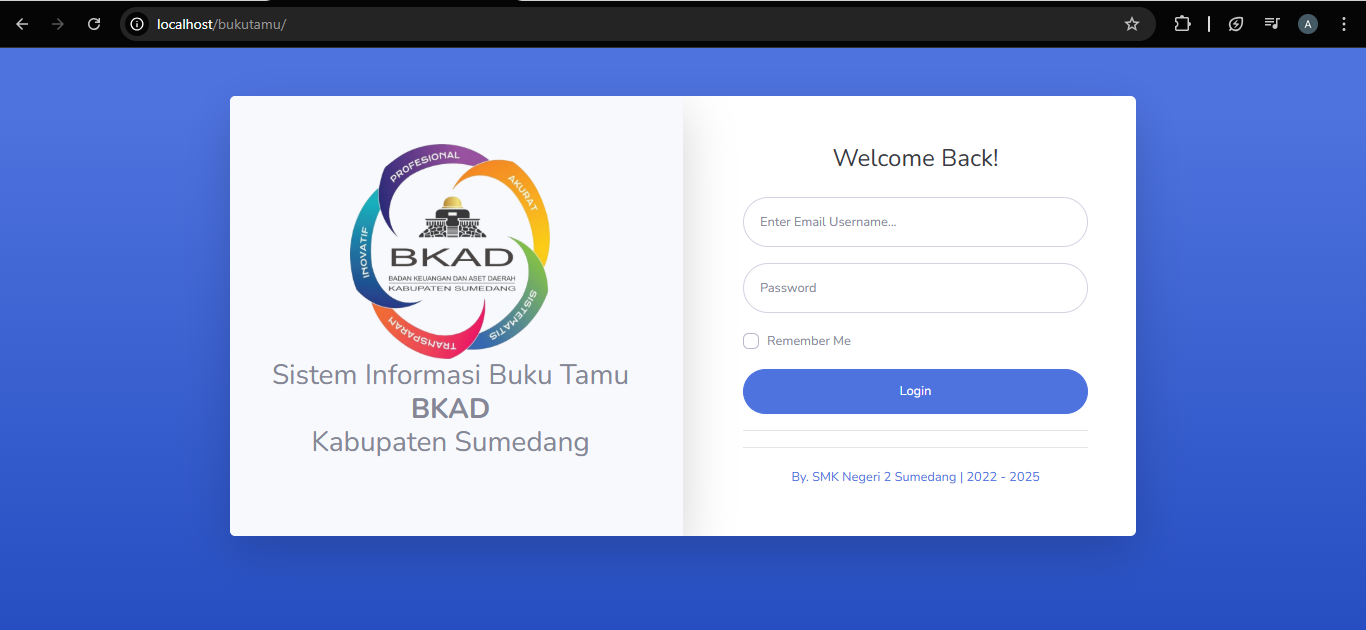 localhost/bukutamu/
A
PROFESIONAL
AKURAT
INOVATIF
BKAD
BADAN KEUANGAN DAN ASET DAERAH
KABUPATEN SUMEDANG
SISTEMATIS
TRANSPARAN
Sistem Informasi Buku Tamu
BKAD
Kabupaten Sumedang
Welcome Back!
Enter Email Username...
Password
Remember Me
Login
By. SMK Negeri 2 Sumedang | 2022 - 2025